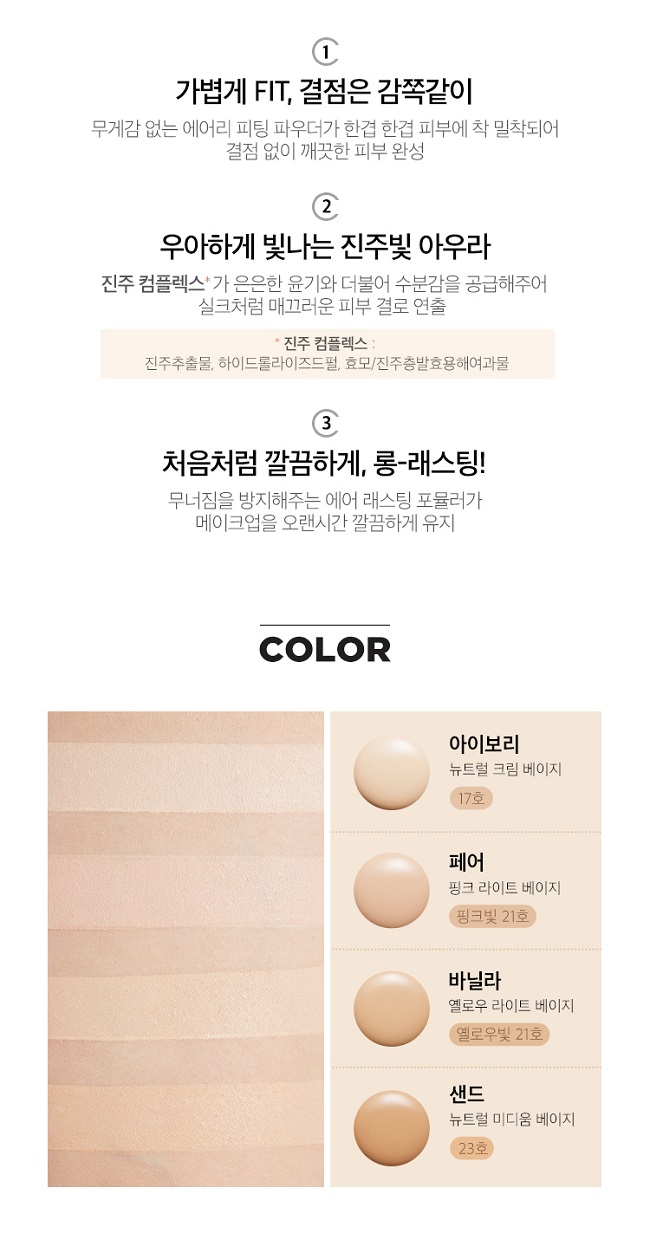 1
가볍게 FIT, 결점은 감쪽같이
무게감 없는 에어리 피팅 파우더가 한겹 한겹 피부에 착 밀착되어
결점 없이 깨끗한 피부 완성
2
우아하게 빛나는 진주빛 아우라
진주 컴플렉스*가 은은한 윤기와 더불어 수분감을 공급해주어
실크처럼 매끄러운 피부 결로 연출
* 진주 컴플렉스 :
진주추출물, 하이드롤라이즈드펄, 효모/진주층발효용해여과물
3
처음처럼 깔끔하게, 롱-래스팅!
무너짐을 방지해주는 에어 래스팅 포뮬러가
메이크업을 오랜시간 깔끔하게 유지
COLOR
아이보리
뉴트럴 크림 베이지
17호
페어
핑크 라이트 베이지
핑크빛 21호
바닐라
옐로우 라이트 베이지
옐로우빛 21호
샌드
뉴트럴 미디움 베이지
23호